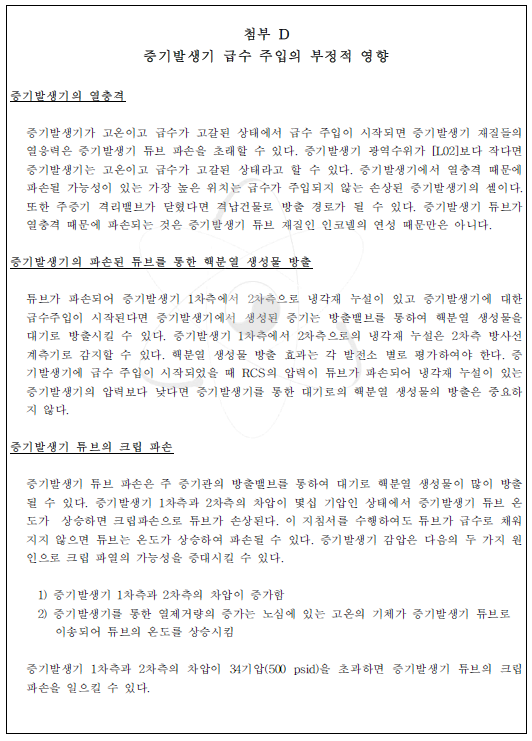 첨부 D
증기발생기 급수 주입의 부정적 영향
증기발생기의 열충격
증기발생기가 고온이고 급수가 고갈된 상태에서 급수 주입이 시작되면 증기발생기 재질들의
열응력은 증기발생기 튜브 파손을 초래할 수 있다. 증기발생기 광역수위가 [L02]보다 작다면
증기발생기는 고온이고 급수가 고갈된 상태라고 할 수 있다. 증기발생기에서 열충격 때문에
파손될 가능성이 있는 가장 높은 위치는 급수가 주입되지 않는 손상된 증기발생기의 셸이다.
또한 주증기 격리밸브가 닫혔다면 격납건물로 방출 경로가 될 수 있다. 증기발생기 튜브가
열충격 때문에 파손되는 것은 증기발생기 튜브 재질인 인코넬의 연성 때문만은 아니다.
증기발생기의 파손된 튜브를 통한 핵분열 생성물 방출
튜브가 파손되어 증기발생기 1차측에서 2차측으로 냉각재 누설이 있고 증기발생기에 대한
급수주입이 시작된다면 증기발생기에서 생성된 증기는 방출밸브를 통하여 핵분열 생성물을
대기로 방출시킬 수 있다. 증기발생기 1차측에서 2차측으로의 냉각재 누설은 2차측 방사선
계측기로 감지할 수 있다. 핵분열 생성물 방출 효과는 각 발전소 별로 평가하여야 한다. 증
기발생기에 급수 주입이 시작되었을 때 RCS의 압력이 튜브가 파손되어 냉각재 누설이 있는
증기발생기의 압력보다 낮다면 증기발생기를 통한 대기로의 핵분열 생성물의 방출은 중요하
지 않다.
증기발생기 튜브의 크립 파손
증기발생기 튜브 파손은 주 증기관의 방출밸브를 통하여 대기로 핵분열 생성물이 많이 방출
될 수 있다. 증기발생기 1차측과 2차측의 차압이 몇십 기압인 상태에서 증기발생기 튜브 온
도가 상승하면 크립파손으로 튜브가 손상된다. 이 지침서를 수행하여도 튜브가 급수로 채워
지지 않으면 튜브는 온도가 상승하여 파손될 수 있다. 증기발생기 감압은 다음의 두 가지 원
인으로 크립 파열의 가능성을 증대시킬 수 있다.
1) 증기발생기 1차측과 2차측의 차압이 증가함
2) 증기발생기를 통한 열제거량의 증가는 노심에 있는 고온의 기체가 증기발생기 튜브로
이송되어 튜브의 온도를 상승시킴
증기발생기 1차측과 2차측의 차압이 34기압(500 psid)을 초과하면 증기발생기 튜브의 크립
파손을 일으킬 수 있다.